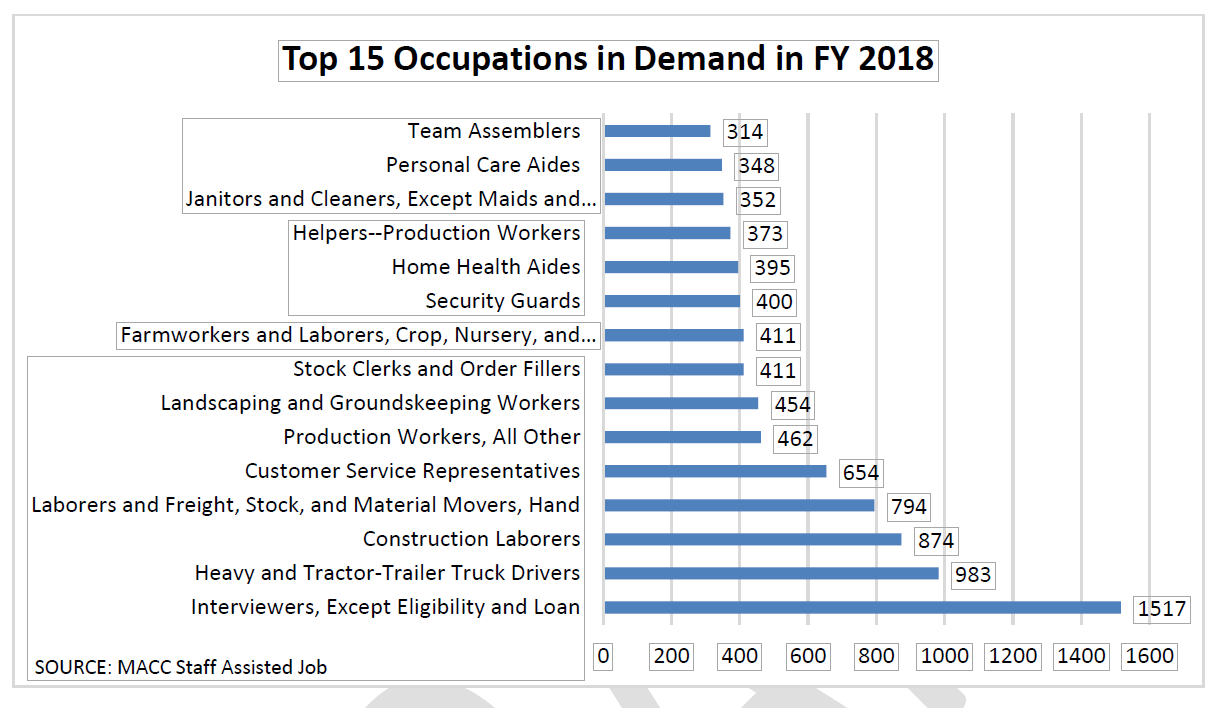 Top 15 Occupations in Demand in FY 2018
Team Assemblers 314
Personal Care Aides 348
Janitors and Cleaners, Except Maids and... 352
Helpers--Production Workers 373
Home Health Aides 395
Security Guards 400
Farmworkers and Laborers, Crop, Nursery, and... 411
Stock Clerks and Order Fillers 411
Landscaping and Groundskeeping Workers 454
Production Workers, All Other 462
Customer Service Representatives 654
Laborers and Freight, Stock, and Material Movers, Hand 794
Construction Laborers 874
Heavy and Tractor-Trailer Truck Drivers 983
Interviewers, Except Eligibility and Loan 1517
0 200 400 600 800 1000 1200 1400 1600
SOURCE: MACC Staff Assisted Job